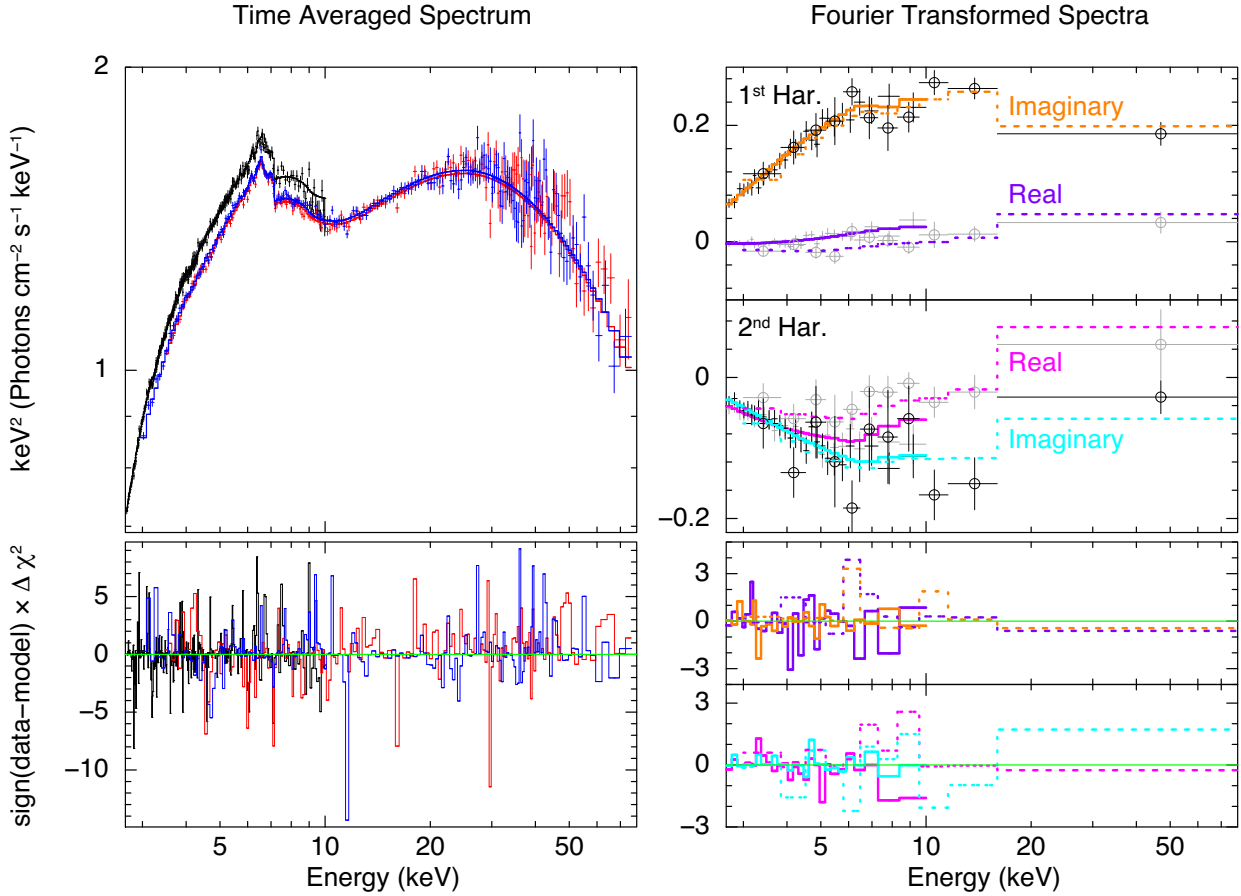 Time Averaged Spectrum
Fourier Transformed Spectra
keV² (Photons cm⁻² s⁻¹ keV⁻¹)
2
1
1ˢᵗ Har.
Imaginary
Real
0.2
0
2ⁿᵈ Har.
Real
Imaginary
0
−0.2
sign(data−model) × Δ χ²
5
0
−5
−10
3
0
−3
3
0
−3
5 10 20 50
5 10 20 50
Energy (keV)
Energy (keV)